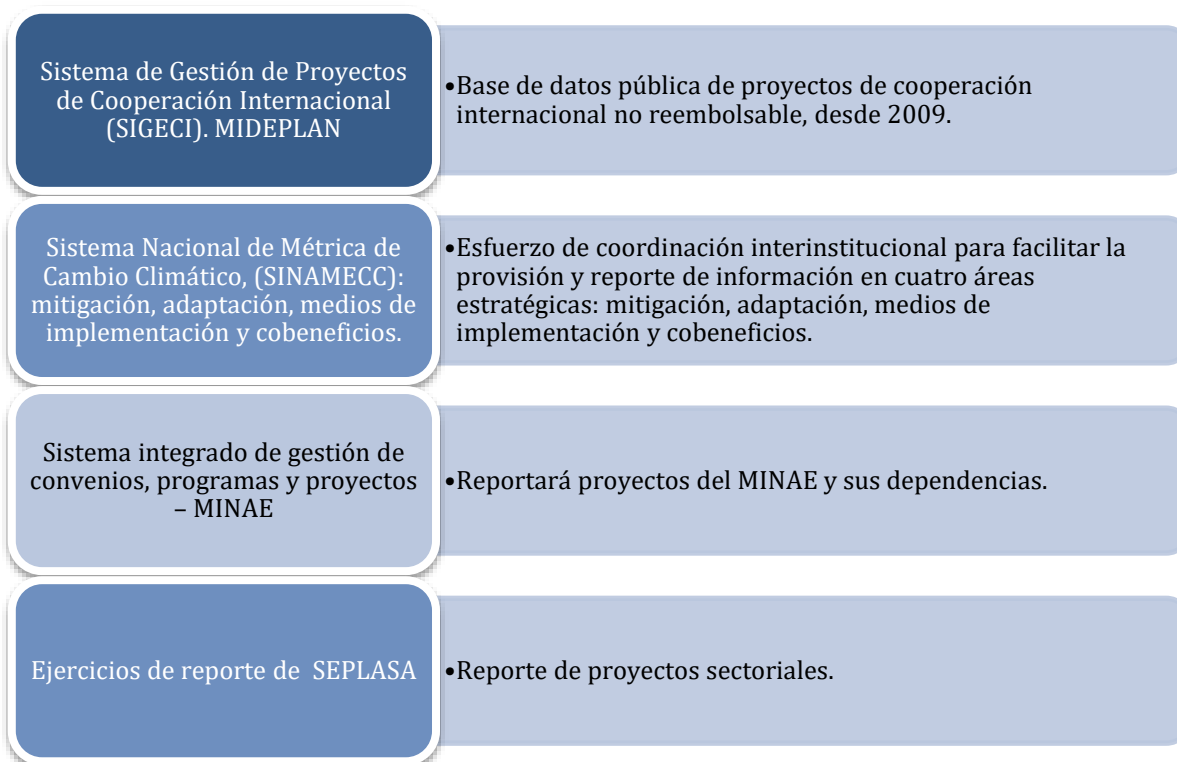 Sistema de Gestión de Proyectos
de Cooperación Internacional
(SIGECI). MIDEPLAN
•Base de datos pública de proyectos de cooperación
internacional no reembolsable, desde 2009.
Sistema Nacional de Métrica de
Cambio Climático, (SINAMECC):
mitigación, adaptación, medios de
implementación y cobeneficios.
•Esfuerzo de coordinación interinstitucional para facilitar la
provisión y reporte de información en cuatro áreas
estratégicas: mitigación, adaptación, medios de
implementación y cobeneficios.
Sistema integrado de gestión de
convenios, programas y proyectos
– MINAE
•Reportará proyectos del MINAE y sus dependencias.
Ejercicios de reporte de  SEPLASA
•Reporte de proyectos sectoriales.